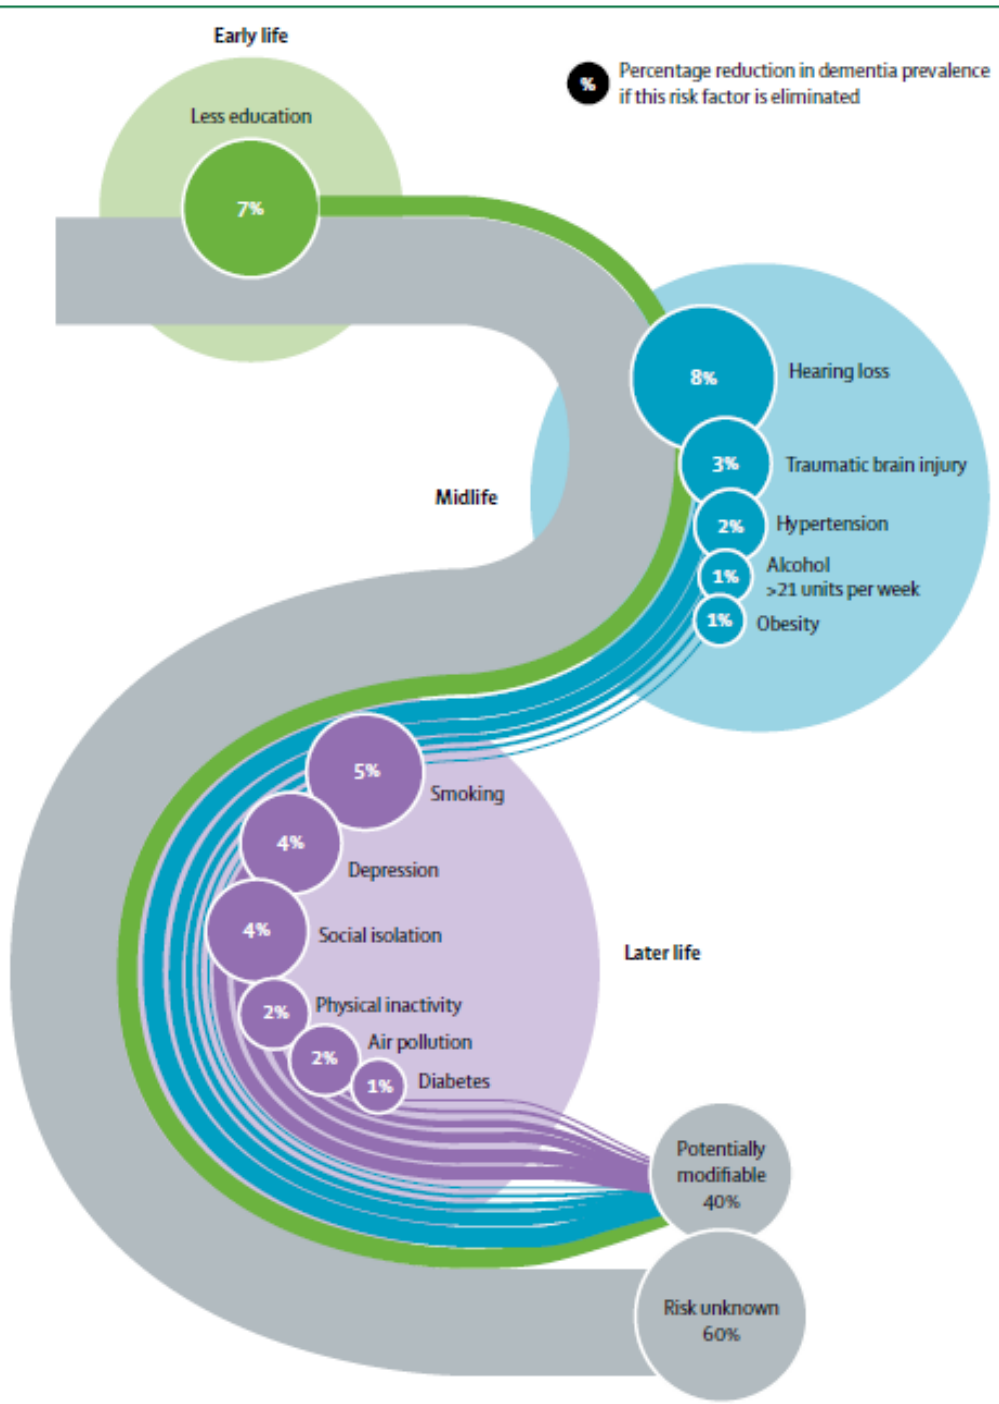 Early life
%
Percentage reduction in dementia prevalence
if this risk factor is eliminated
Less education
7%
8%
Hearing loss
3%
Traumatic brain injury
Midlife
2%
Hypertension
1%
Alcohol
>21 units per week
1%
Obesity
5%
Smoking
4%
Depression
4%
Social isolation
Later life
2%
Physical inactivity
2%
Air pollution
1%
Diabetes
Potentially
modifiable
40%
Risk unknown
60%